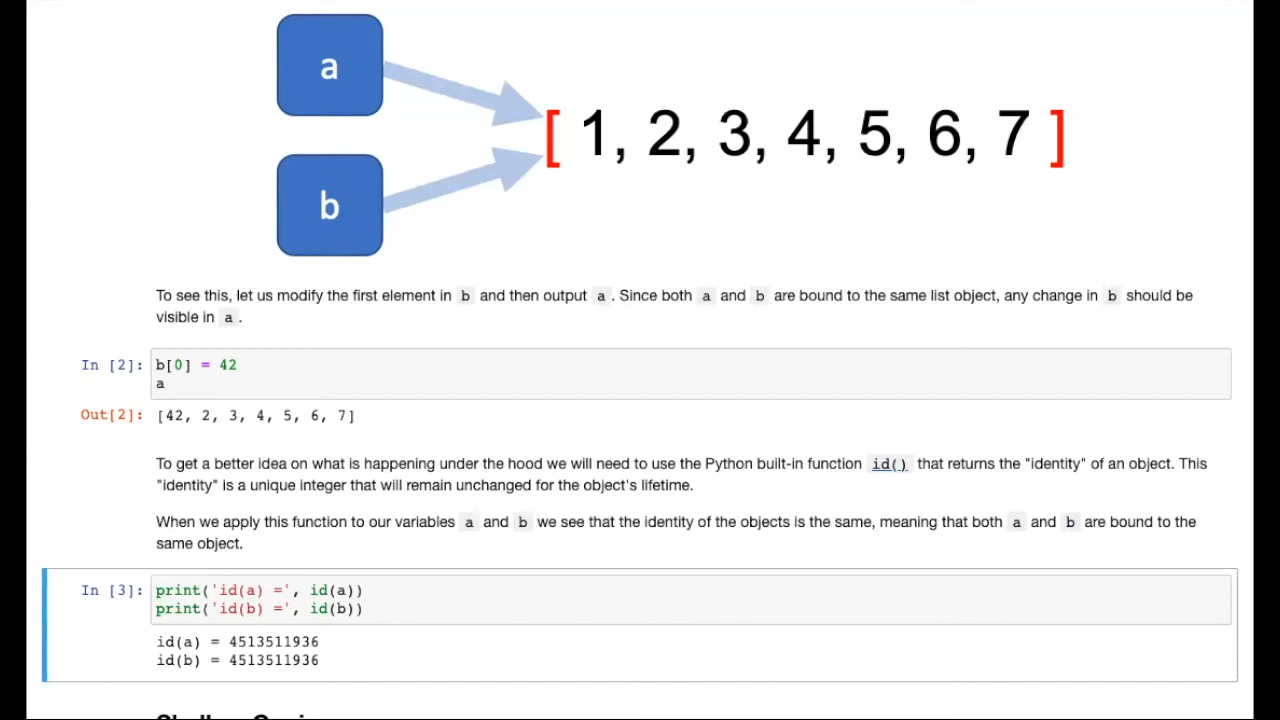 a
[ 1, 2, 3, 4, 5, 6, 7 ]
b
To see this, let us modify the first element in b and then output a . Since both a and b are bound to the same list object, any change in b should be
visible in a .
In [2]: b[0] = 42
a
Out[2]: [42, 2, 3, 4, 5, 6, 7]
To get a better idea on what is happening under the hood we will need to use the Python built-in function id() that returns the "identity" of an object. This
"identity" is a unique integer that will remain unchanged for the object's lifetime.
When we apply this function to our variables a and b we see that the identity of the objects is the same, meaning that both a and b are bound to the
same object.
In [3]: print('id(a) =', id(a))
print('id(b) =', id(b))
id(a) = 4513511936
id(b) = 4513511936